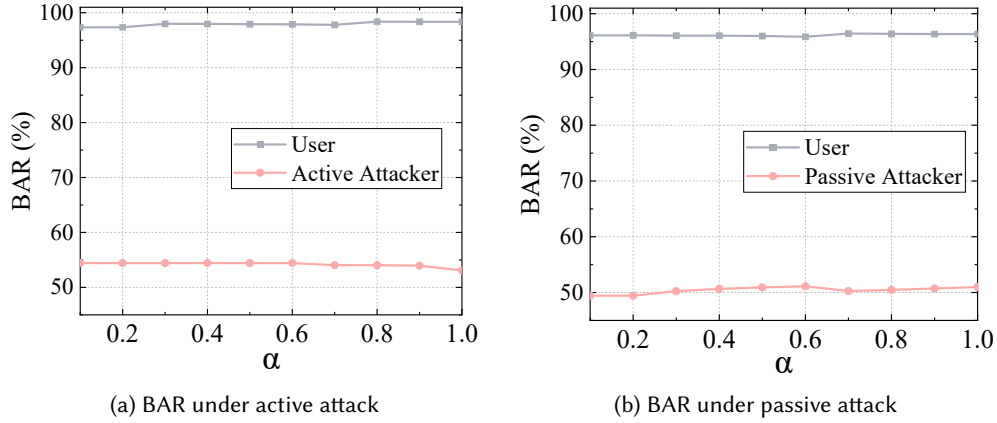 100
90
80
70
60
50
BAR (%)
User
Active Attacker
0.2
0.4
0.6
0.8
1.0
α
(a) BAR under active attack
100
90
80
70
60
50
BAR (%)
User
Passive Attacker
0.2
0.4
0.6
0.8
1.0
α
(b) BAR under passive attack